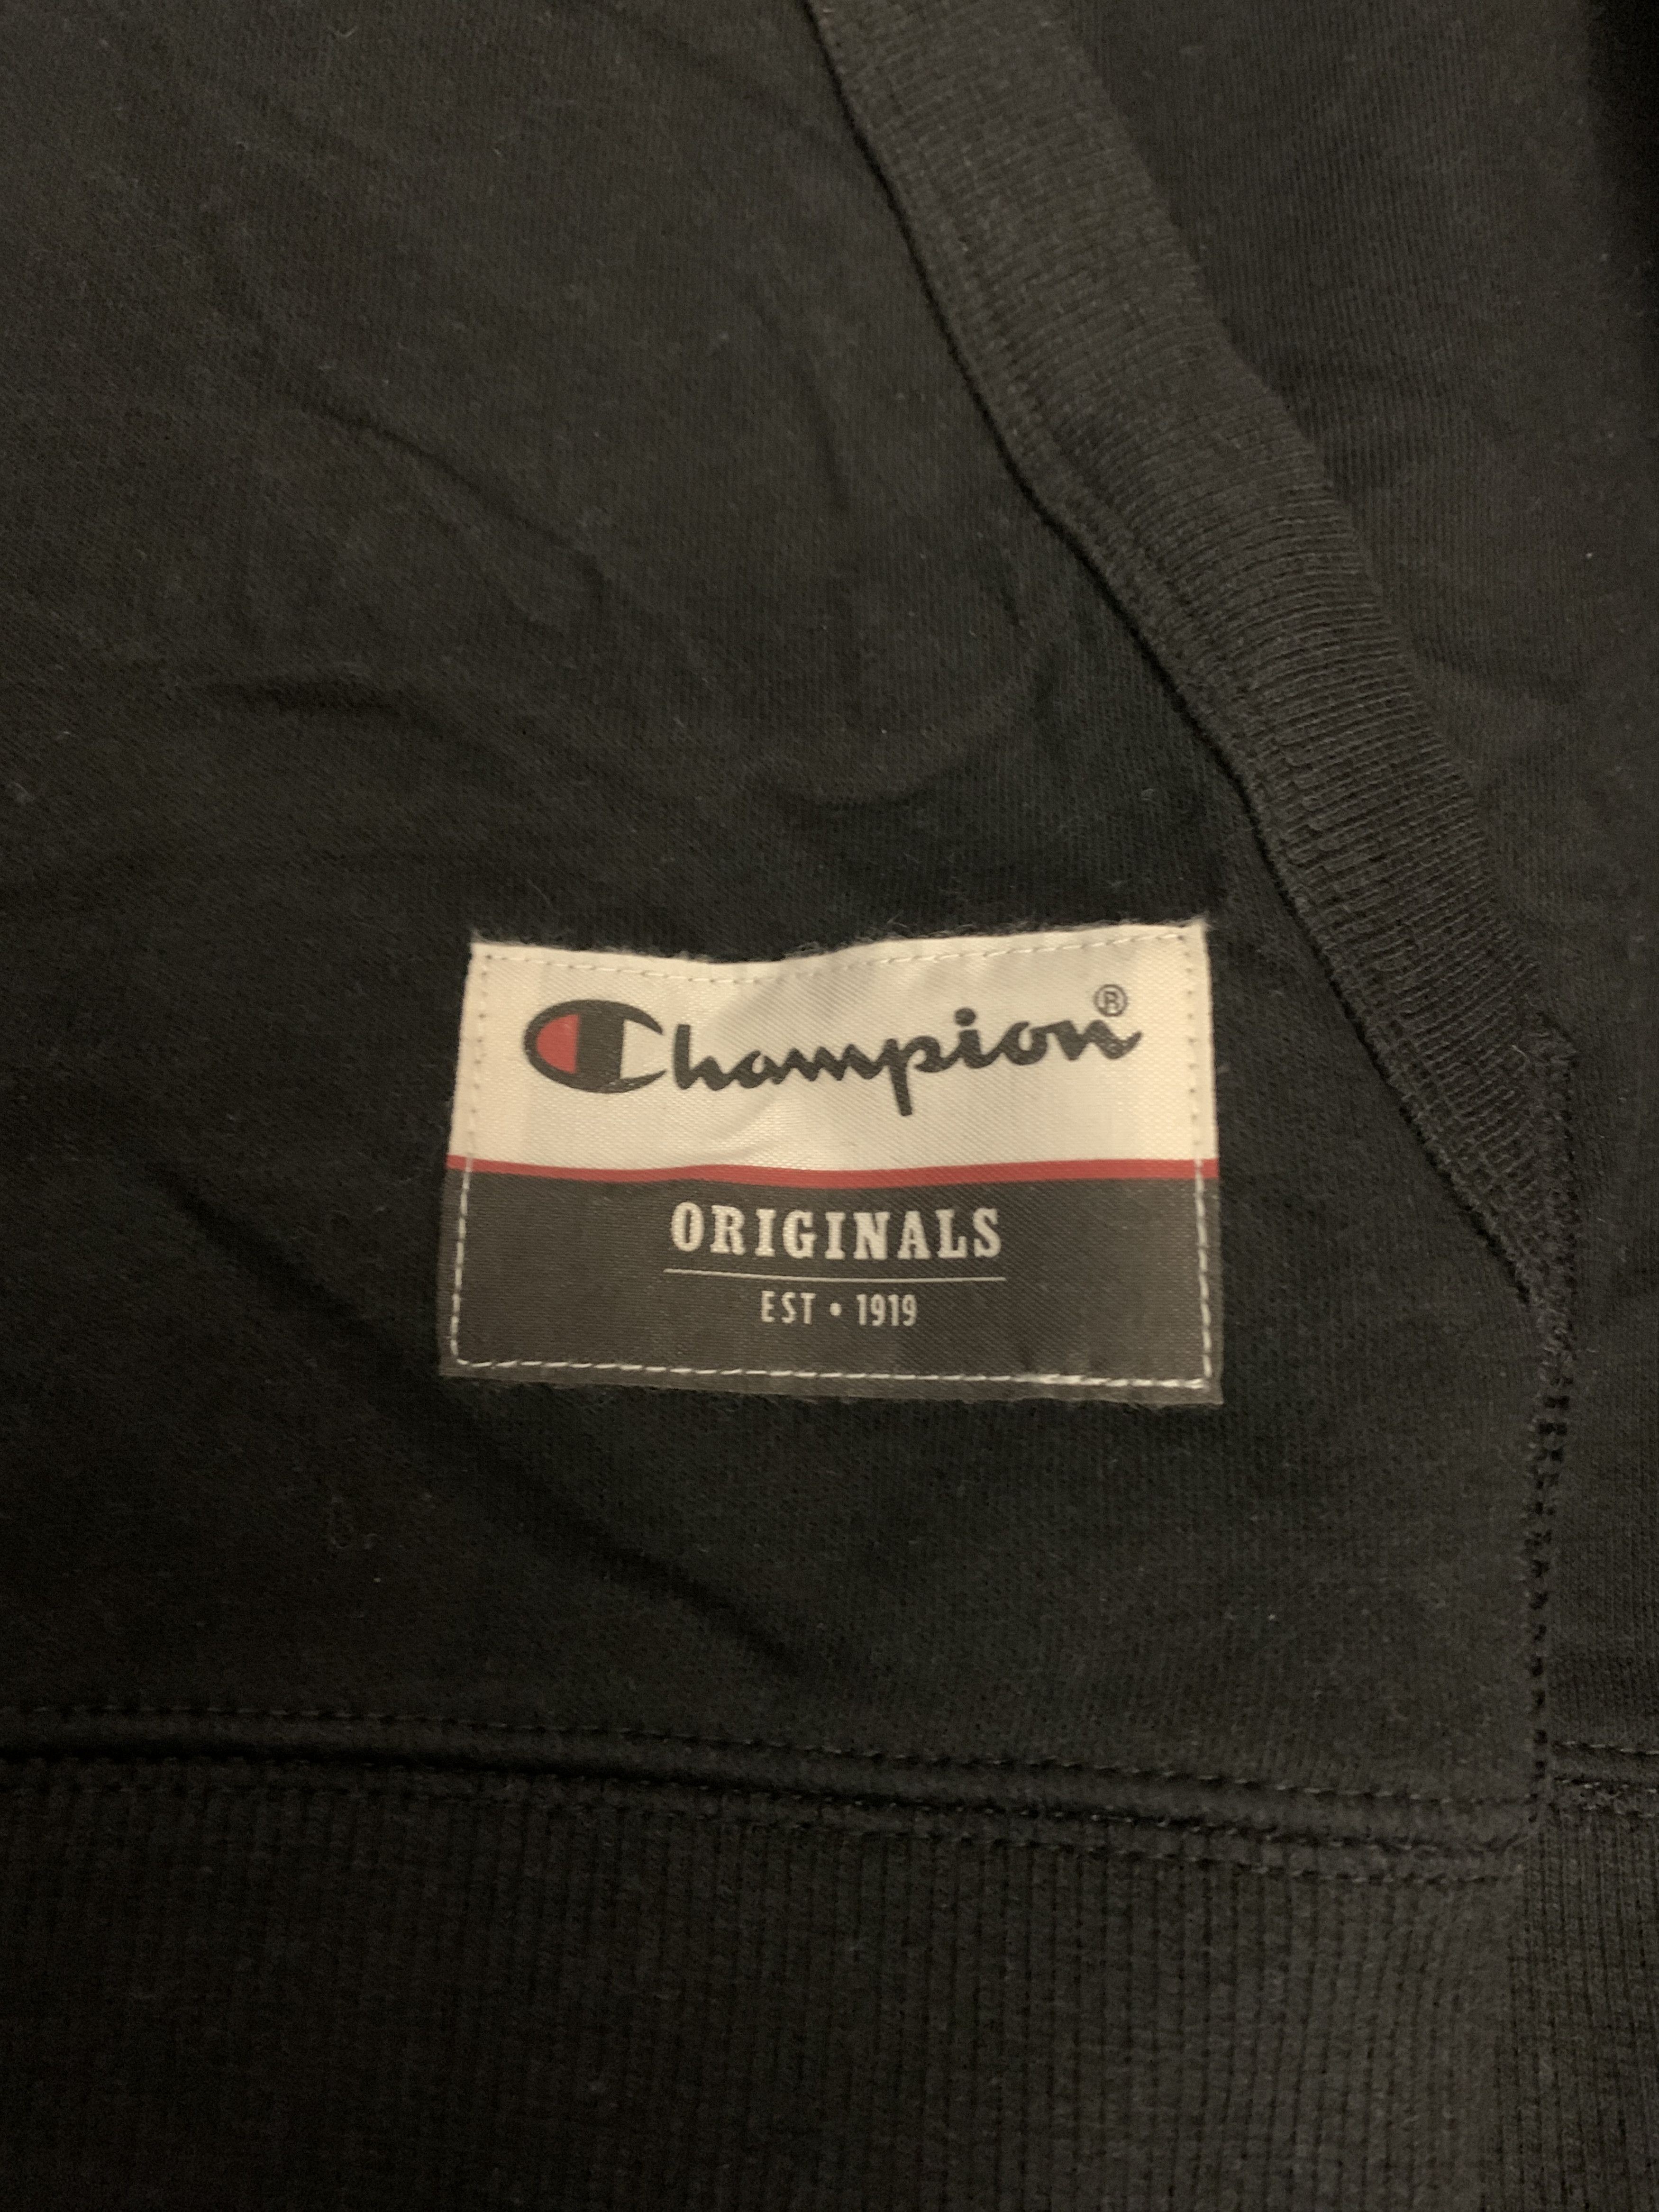 Champion®
ORIGINALS
EST • 1919